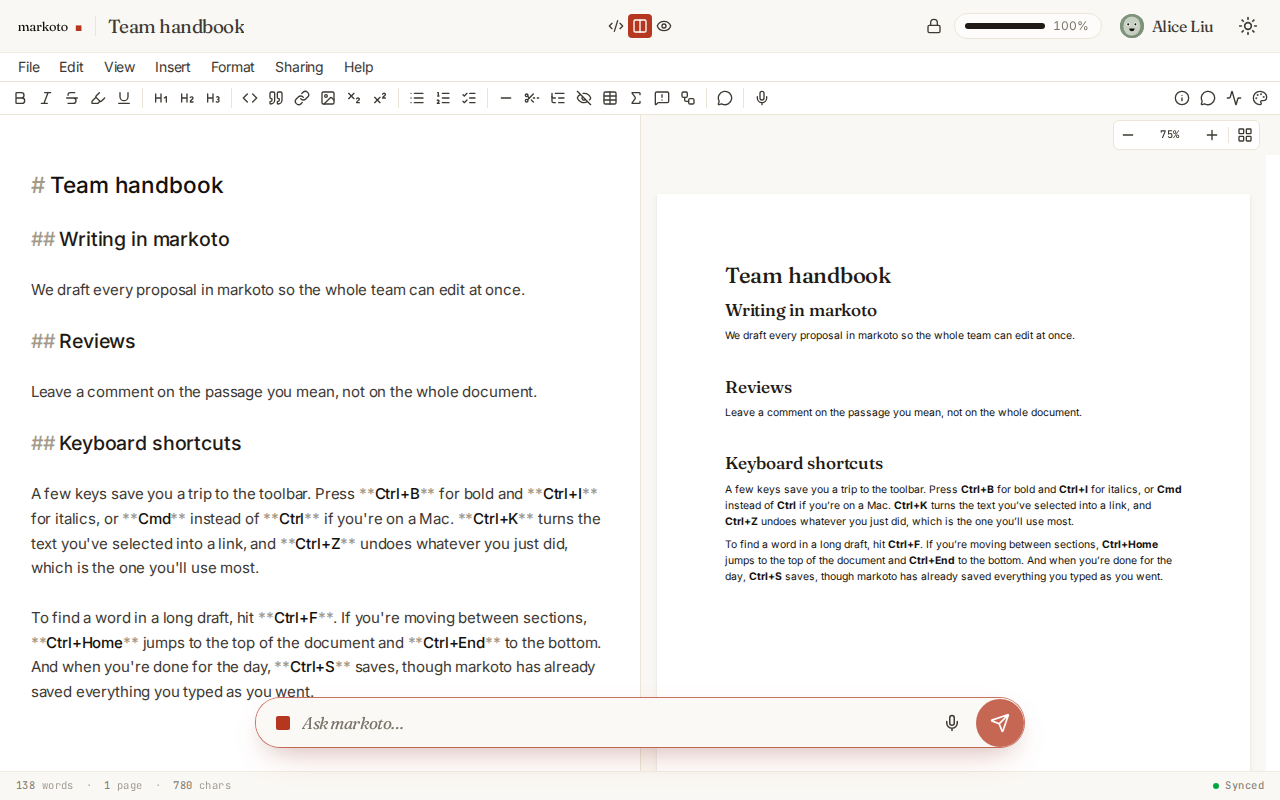 markoto
Team handbook
100%
Alice Liu
File Edit View Insert Format Sharing Help
H1 H2 H3
75%
# Team handbook
## Writing in markoto
We draft every proposal in markoto so the whole team can edit at once.
## Reviews
Leave a comment on the passage you mean, not on the whole document.
## Keyboard shortcuts
A few keys save you a trip to the toolbar. Press **Ctrl+B** for bold and **Ctrl+I**
for italics, or **Cmd** instead of **Ctrl** if you're on a Mac. **Ctrl+K** turns the
text you've selected into a link, and **Ctrl+Z** undoes whatever you just did,
which is the one you'll use most.
To find a word in a long draft, hit **Ctrl+F**. If you're moving between sections,
**Ctrl+Home** jumps to the top of the document and **Ctrl+End** to the bottom.
And when you're done for the day, **Ctrl+S** saves, though markoto has already
saved everything you typed as you went.
Team handbook
Writing in markoto
We draft every proposal in markoto so the whole team can edit at once.
Reviews
Leave a comment on the passage you mean, not on the whole document.
Keyboard shortcuts
A few keys save you a trip to the toolbar. Press Ctrl+B for bold and Ctrl+I for italics, or Cmd
instead of Ctrl if you're on a Mac. Ctrl+K turns the text you've selected into a link, and
Ctrl+Z undoes whatever you just did, which is the one you'll use most.
To find a word in a long draft, hit Ctrl+F. If you're moving between sections, Ctrl+Home
jumps to the top of the document and Ctrl+End to the bottom. And when you're done for the
day, Ctrl+S saves, though markoto has already saved everything you typed as you went.
Ask markoto...
138 words · 1 page · 780 chars
Synced